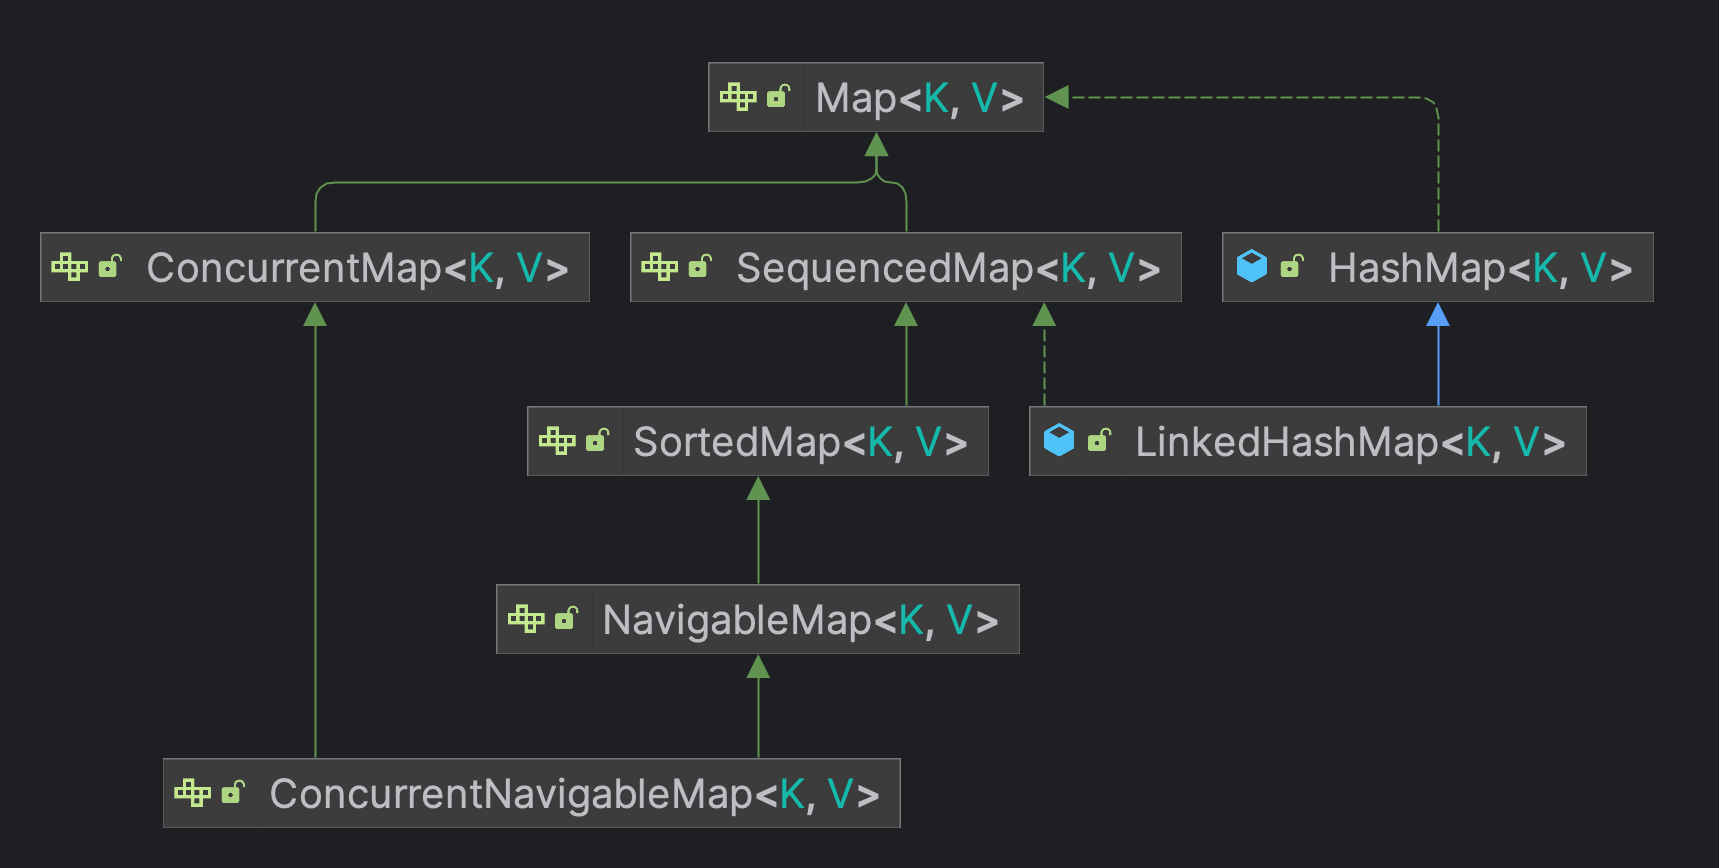 Map<K, V>
ConcurrentMap<K, V>
SequencedMap<K, V>
HashMap<K, V>
SortedMap<K, V>
LinkedHashMap<K, V>
NavigableMap<K, V>
ConcurrentNavigableMap<K, V>